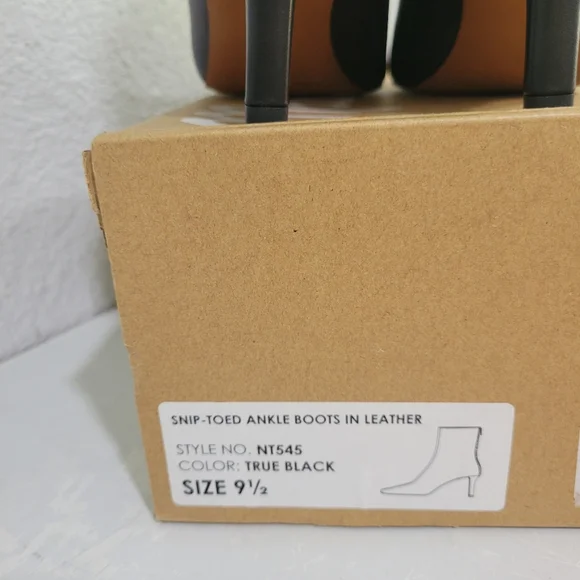 SNIP-TOED ANKLE BOOTS IN LEATHER
STYLE NO. NT545
COLOR: TRUE BLACK
SIZE 9½